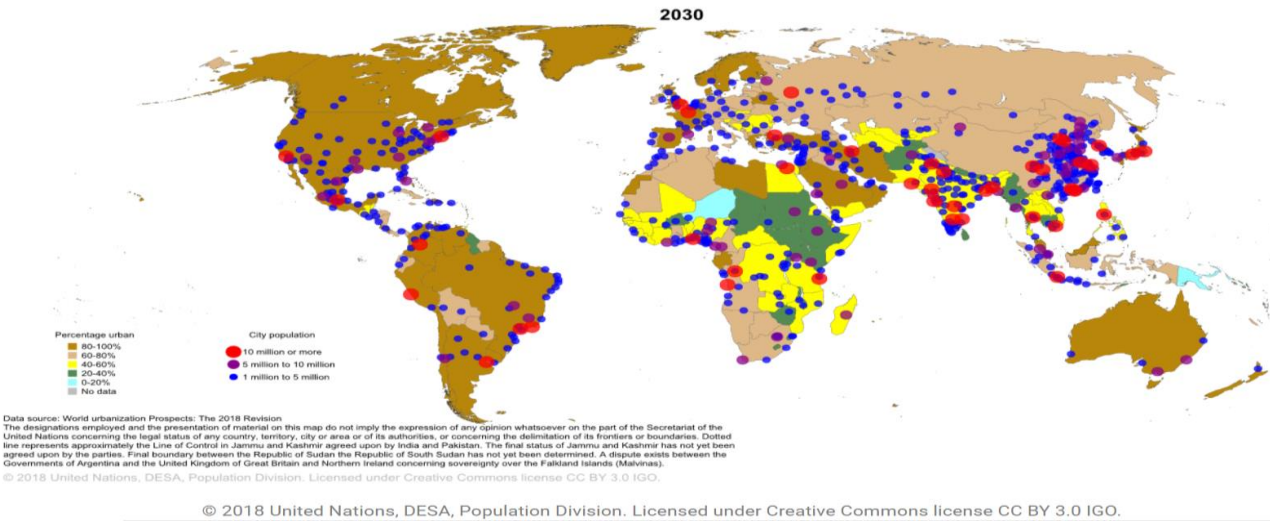 2030
Percentage urban
80-100%
60-80%
40-60%
20-40%
0-20%
No data
City population
10 million or more
5 million to 10 million
1 million to 5 million
Data source: World urbanization Prospects: The 2018 Revision
The designations employed and the presentation of material on this map do not imply the expression of any opinion whatsoever on the part of the Secretariat of the
United Nations concerning the legal status of any country, territory, city or area or of its authorities, or concerning the delimitation of its frontiers or boundaries. Dotted
line represents approximately the Line of Control in Jammu and Kashmir agreed upon by India and Pakistan. The final status of Jammu and Kashmir has not yet been
agreed upon by the parties. Final boundary between the Republic of Sudan the Republic of South Sudan has not yet been determined. A dispute exists between the
Governments of Argentina and the United Kingdom of Great Britain and Northern Ireland concerning sovereignty over the Falkland Islands (Malvinas).
© 2018 United Nations, DESA, Population Division. Licensed under Creative Commons license CC BY 3.0 IGO.
© 2018 United Nations, DESA, Population Division. Licensed under Creative Commons license CC BY 3.0 IGO.